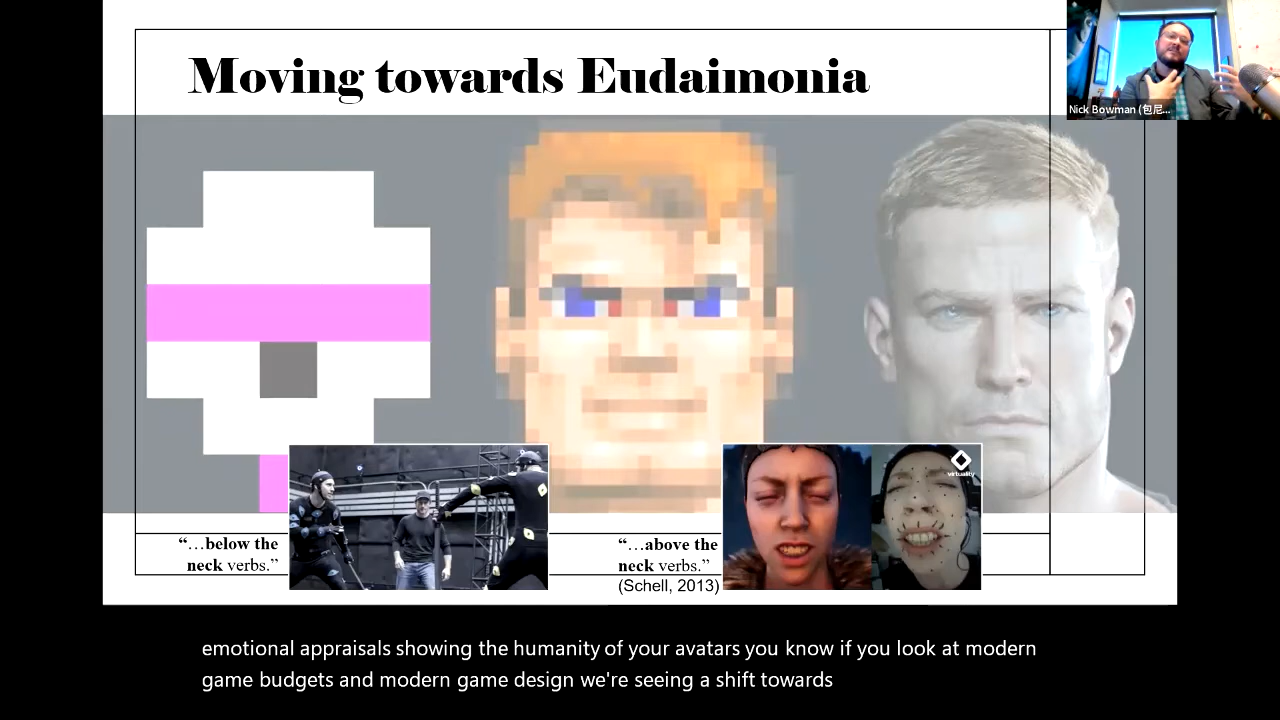 Moving towards Eudaimonia
Nick Bowman (包尼...
virtuality
“…below the
neck verbs.”
“…above the
neck verbs.”
(Schell, 2013)
emotional appraisals showing the humanity of your avatars you know if you look at modern
game budgets and modern game design we're seeing a shift towards